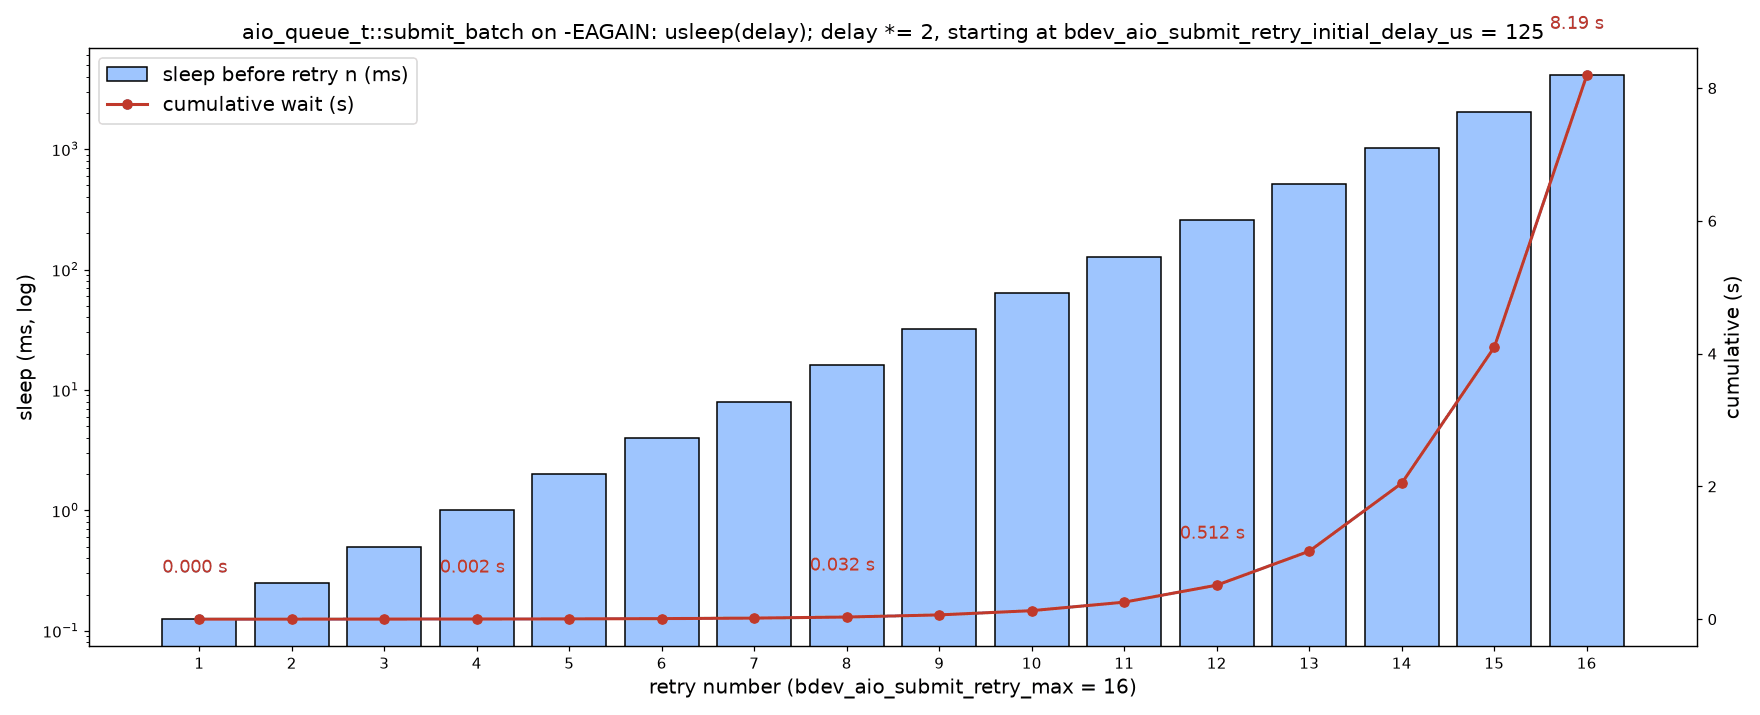 aio_queue_t::submit_batch on -EAGAIN: usleep(delay); delay *= 2, starting at bdev_aio_submit_retry_initial_delay_us = 125
8.19 s
sleep before retry n (ms)
cumulative wait (s)
sleep (ms, log)
10³
10²
10¹
10⁰
10⁻¹
0.000 s
0.002 s
0.032 s
0.512 s
8
6
4
2
0
cumulative (s)
1 2 3 4 5 6 7 8 9 10 11 12 13 14 15 16
retry number (bdev_aio_submit_retry_max = 16)